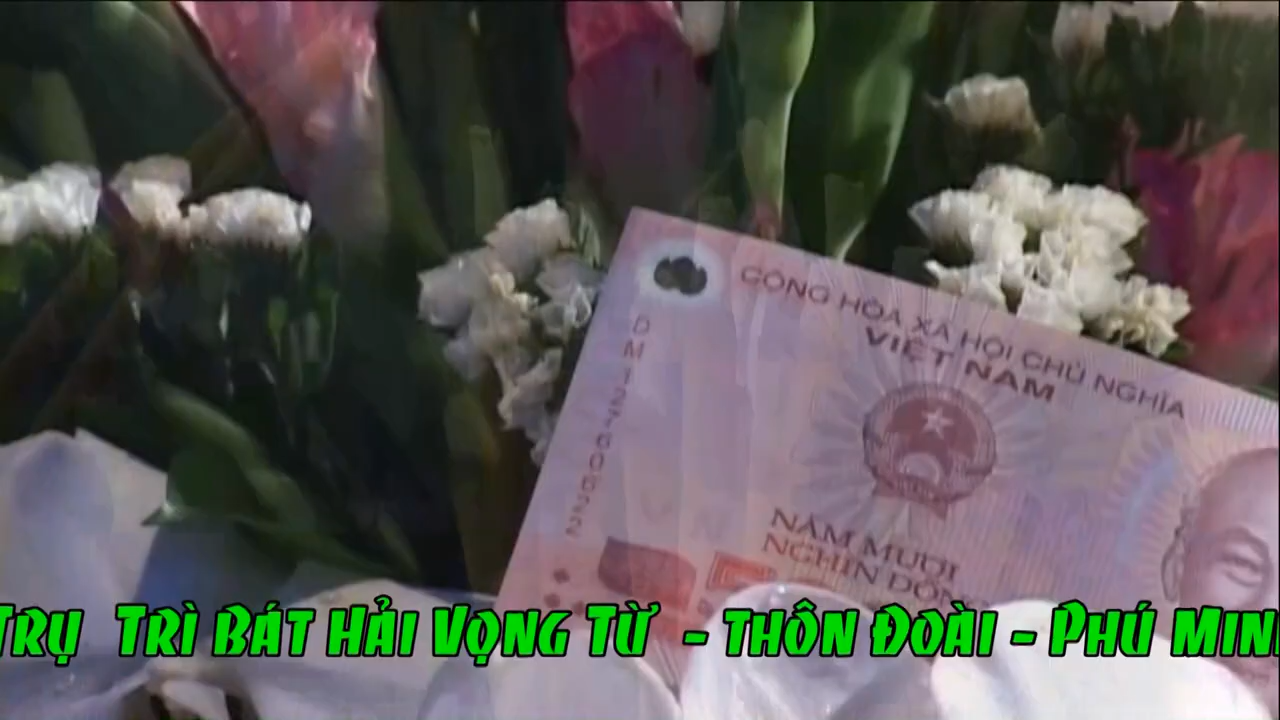 CỘNG HÒA XÃ HỘI CHỦ NGHĨA
VIỆT NAM
NĂM MƯƠI
NGHÌN ĐỒNG
Trụ Trì Bát Hải Vọng Từ - thôn Đoài - Phú